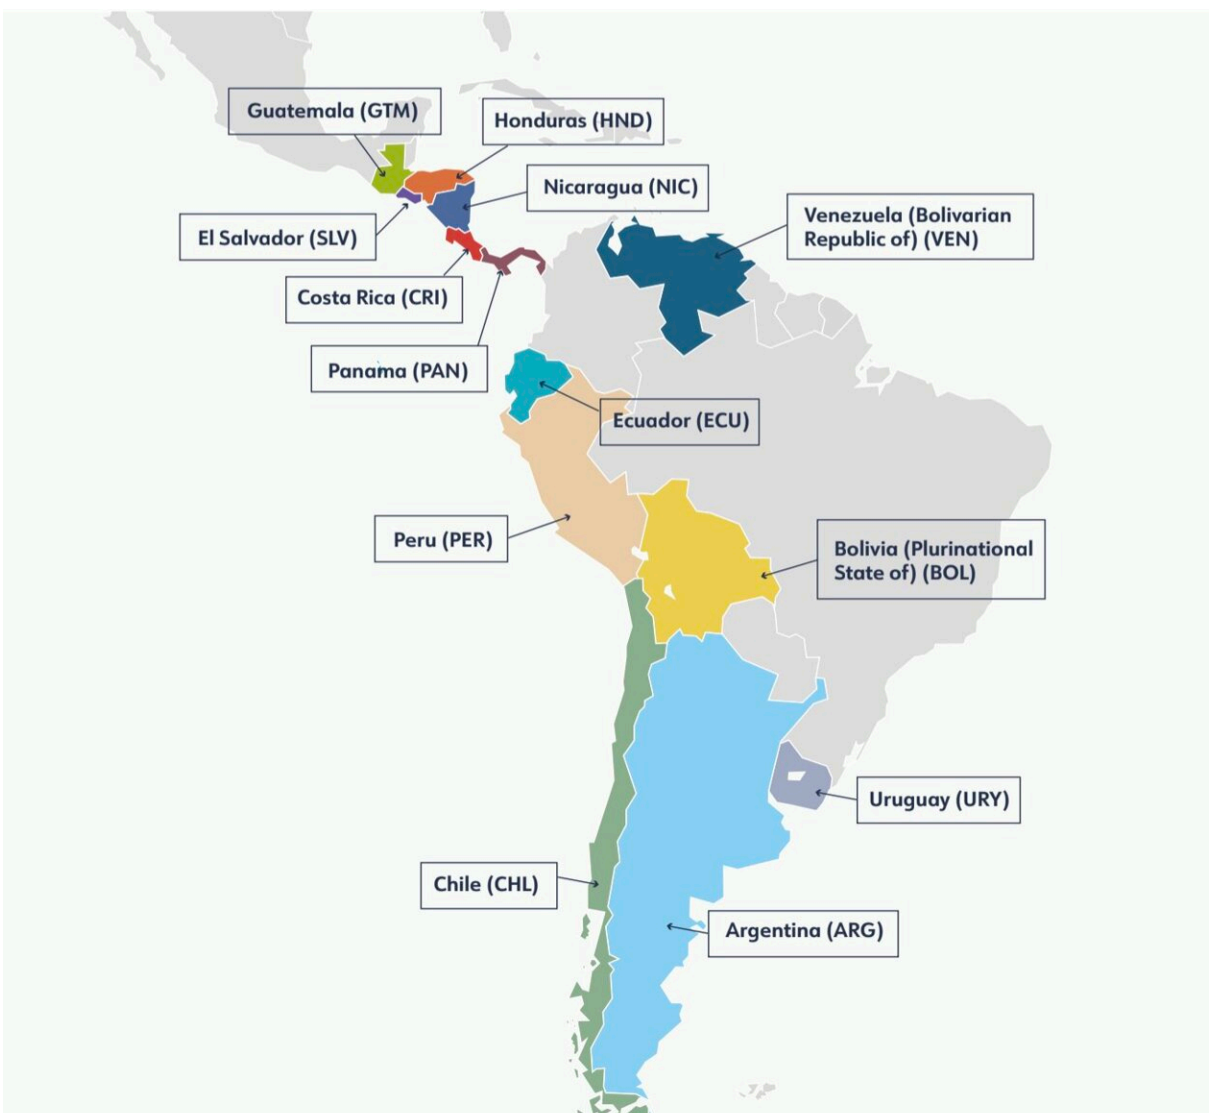 Guatemala (GTM)
Honduras (HND)
Nicaragua (NIC)
Venezuela (Bolivarian
Republic of) (VEN)
El Salvador (SLV)
Costa Rica (CRI)
Panama (PAN)
Ecuador (ECU)
Peru (PER)
Bolivia (Plurinational
State of) (BOL)
Uruguay (URY)
Chile (CHL)
Argentina (ARG)